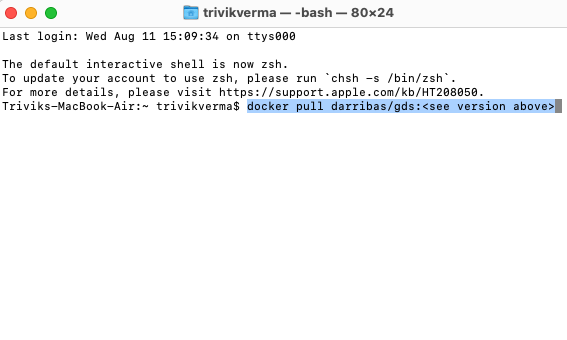 trivikverma — -bash — 80×24
Last login: Wed Aug 11 15:09:34 on ttys000
The default interactive shell is now zsh.
To update your account to use zsh, please run `chsh -s /bin/zsh`.
For more details, please visit https://support.apple.com/kb/HT208050.
Triviks-MacBook-Air:~ trivikverma$ docker pull darribas/gds:<see version above>